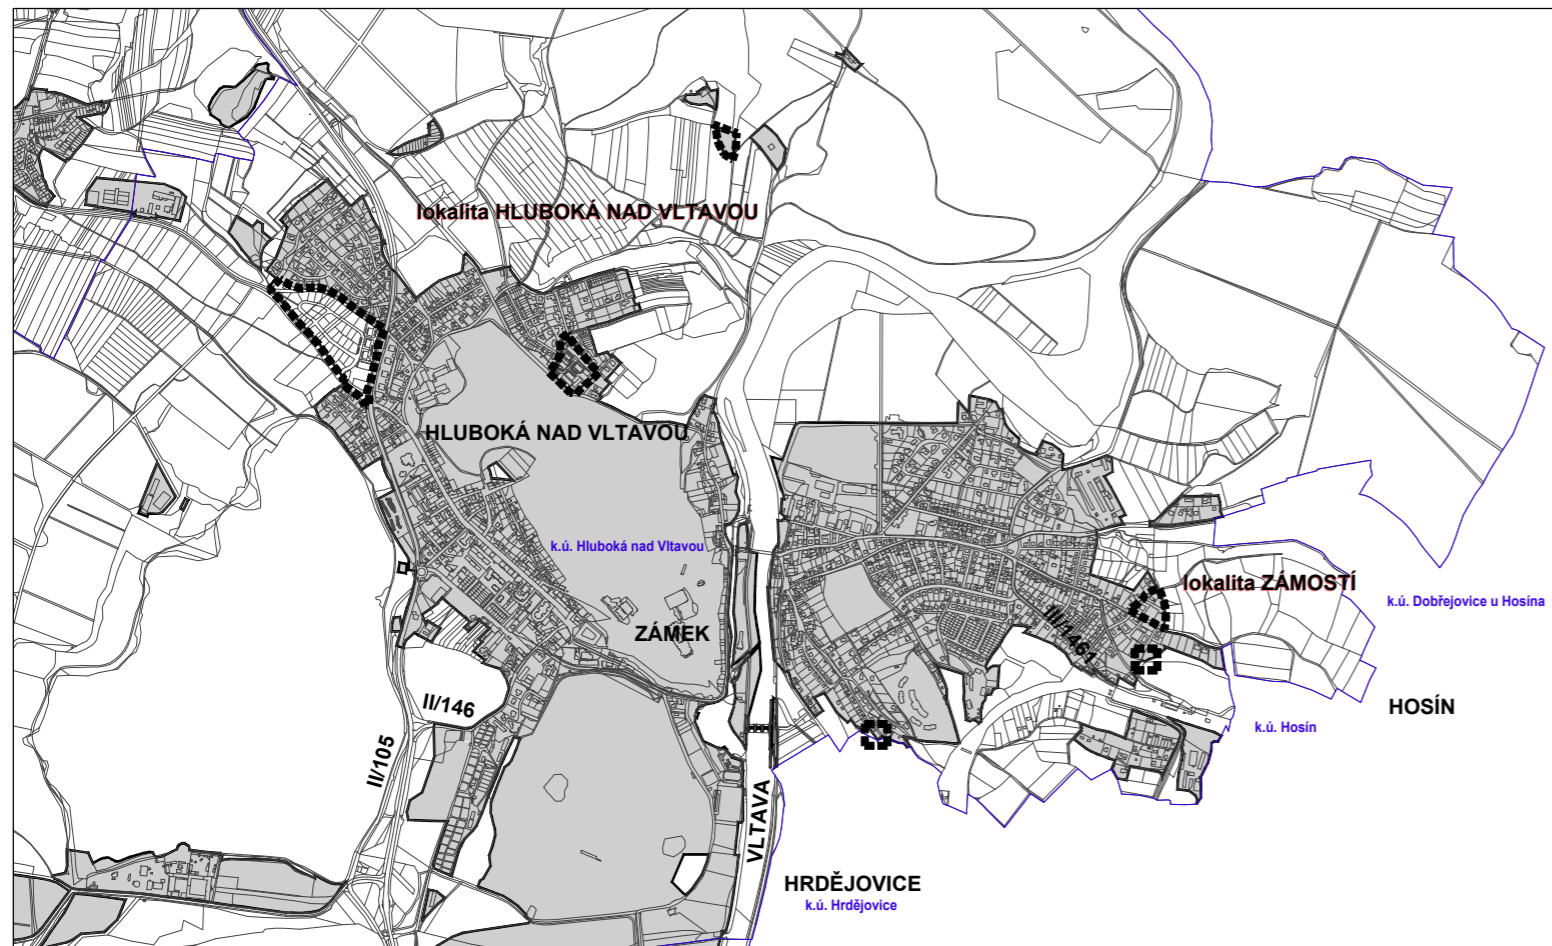 lokalita HLUBOKÁ NAD VLTAVOU
HLUBOKÁ NAD VLTAVOU
k.ú. Hluboká nad Vltavou
lokalita ZÁMOSTÍ
k.ú. Dobřejovice u Hosína
ZÁMEK
III/1461
II/146
HOSÍN
k.ú. Hosín
II/105
VLTAVA
HRDĚJOVICE
k.ú. Hrdějovice